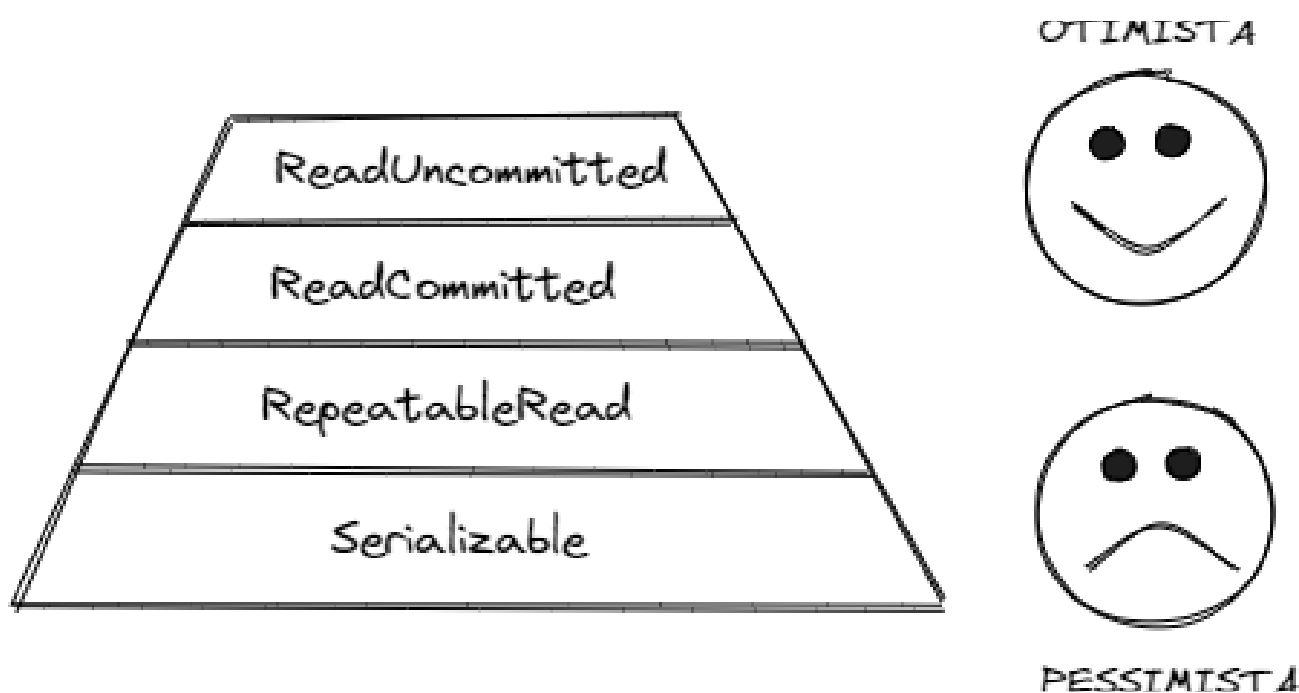 OTIMISTA
ReadUncommitted
ReadCommitted
RepeatableRead
Serializable
PESSIMISTA